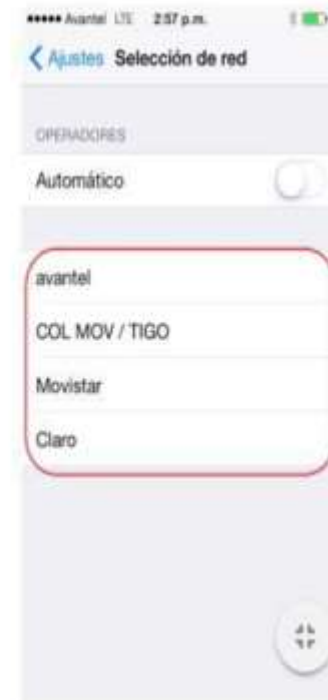 Avantel LTE 2:57 p.m.
Ajustes Selección de red
OPERADORES
Automático
avantel
COL MOV / TIGO
Movistar
Claro